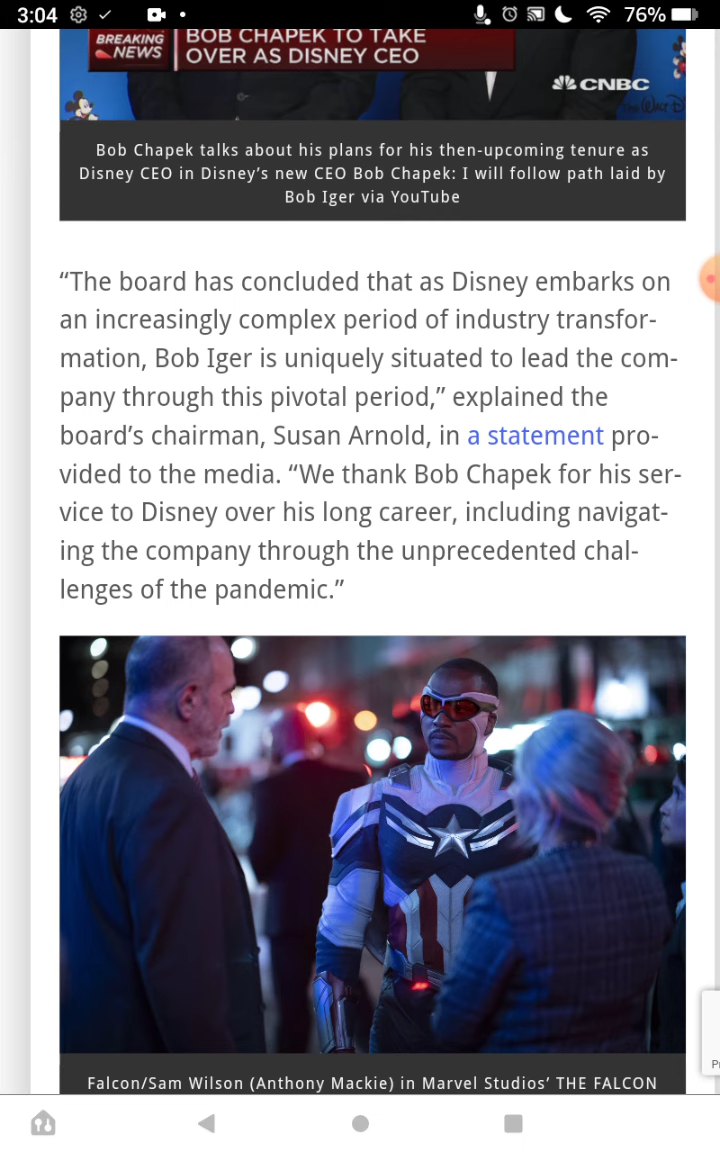 3:04
76%
BREAKING
NEWS
BOB CHAPEK TO TAKE
OVER AS DISNEY CEO
CNBC
Bob Chapek talks about his plans for his then-upcoming tenure as
Disney CEO in Disney’s new CEO Bob Chapek: I will follow path laid by
Bob Iger via YouTube
“The board has concluded that as Disney embarks on
an increasingly complex period of industry transfor-
mation, Bob Iger is uniquely situated to lead the com-
pany through this pivotal period,” explained the
board’s chairman, Susan Arnold, in a statement pro-
vided to the media. “We thank Bob Chapek for his ser-
vice to Disney over his long career, including navigat-
ing the company through the unprecedented chal-
lenges of the pandemic.”
Falcon/Sam Wilson (Anthony Mackie) in Marvel Studios’ THE FALCON